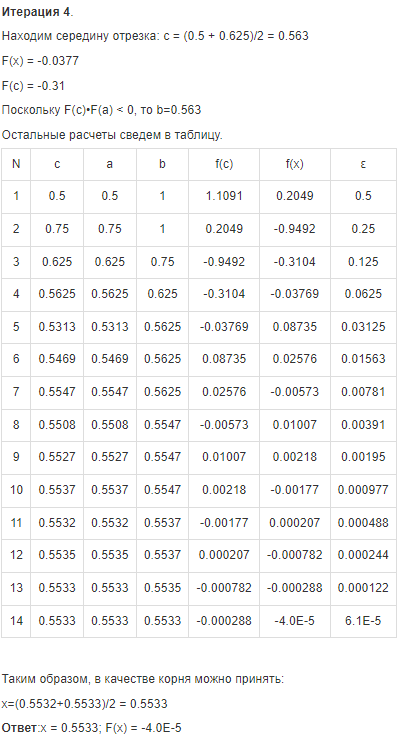 Итерация 4.
Находим середину отрезка: c = (0.5 + 0.625)/2 = 0.563
F(x) = -0.0377
F(c) = -0.31
Поскольку F(c)•F(a) < 0, то b=0.563
Остальные расчеты сведем в таблицу.
N c a b f(c) f(x) ε
1 0.5 0.5 1 1.1091 0.2049 0.5
2 0.75 0.75 1 0.2049 -0.9492 0.25
3 0.625 0.625 0.75 -0.9492 -0.3104 0.125
4 0.5625 0.5625 0.625 -0.3104 -0.03769 0.0625
5 0.5313 0.5313 0.5625 -0.03769 0.08735 0.03125
6 0.5469 0.5469 0.5625 0.08735 0.02576 0.01563
7 0.5547 0.5547 0.5625 0.02576 -0.00573 0.00781
8 0.5508 0.5508 0.5547 -0.00573 0.01007 0.00391
9 0.5527 0.5527 0.5547 0.01007 0.00218 0.00195
10 0.5537 0.5537 0.5547 0.00218 -0.00177 0.000977
11 0.5532 0.5532 0.5537 -0.00177 0.000207 0.000488
12 0.5535 0.5535 0.5537 0.000207 -0.000782 0.000244
13 0.5533 0.5533 0.5535 -0.000782 -0.000288 0.000122
14 0.5533 0.5533 0.5533 -0.000288 -4.0E-5 6.1E-5
Таким образом, в качестве корня можно принять:
x=(0.5532+0.5533)/2 = 0.5533
Ответ:x = 0.5533; F(x) = -4.0E-5